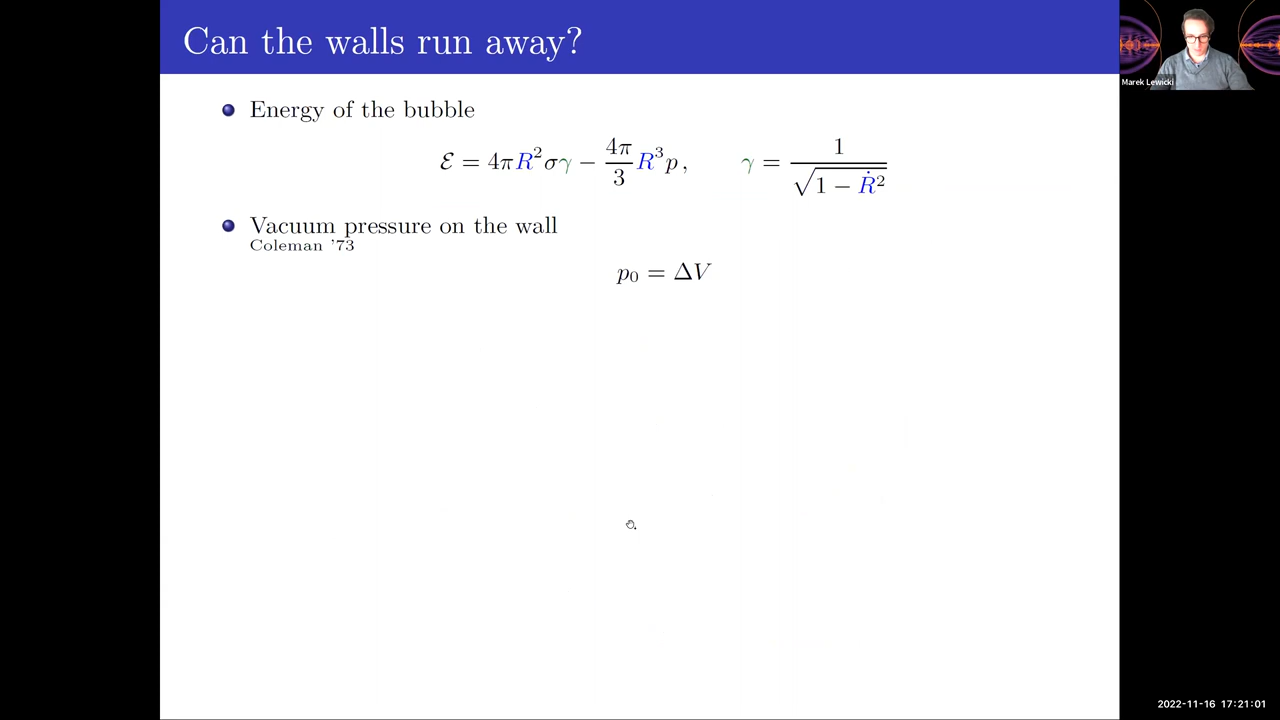 Can the walls run away?
Marek Lewicki
Energy of the bubble
ℰ = 4πR²σγ − 4π/3 R³p ,   γ = 1/√(1 − Ṙ²)
Vacuum pressure on the wall
Coleman '73
p₀ = ΔV
2022-11-16 17:21:01